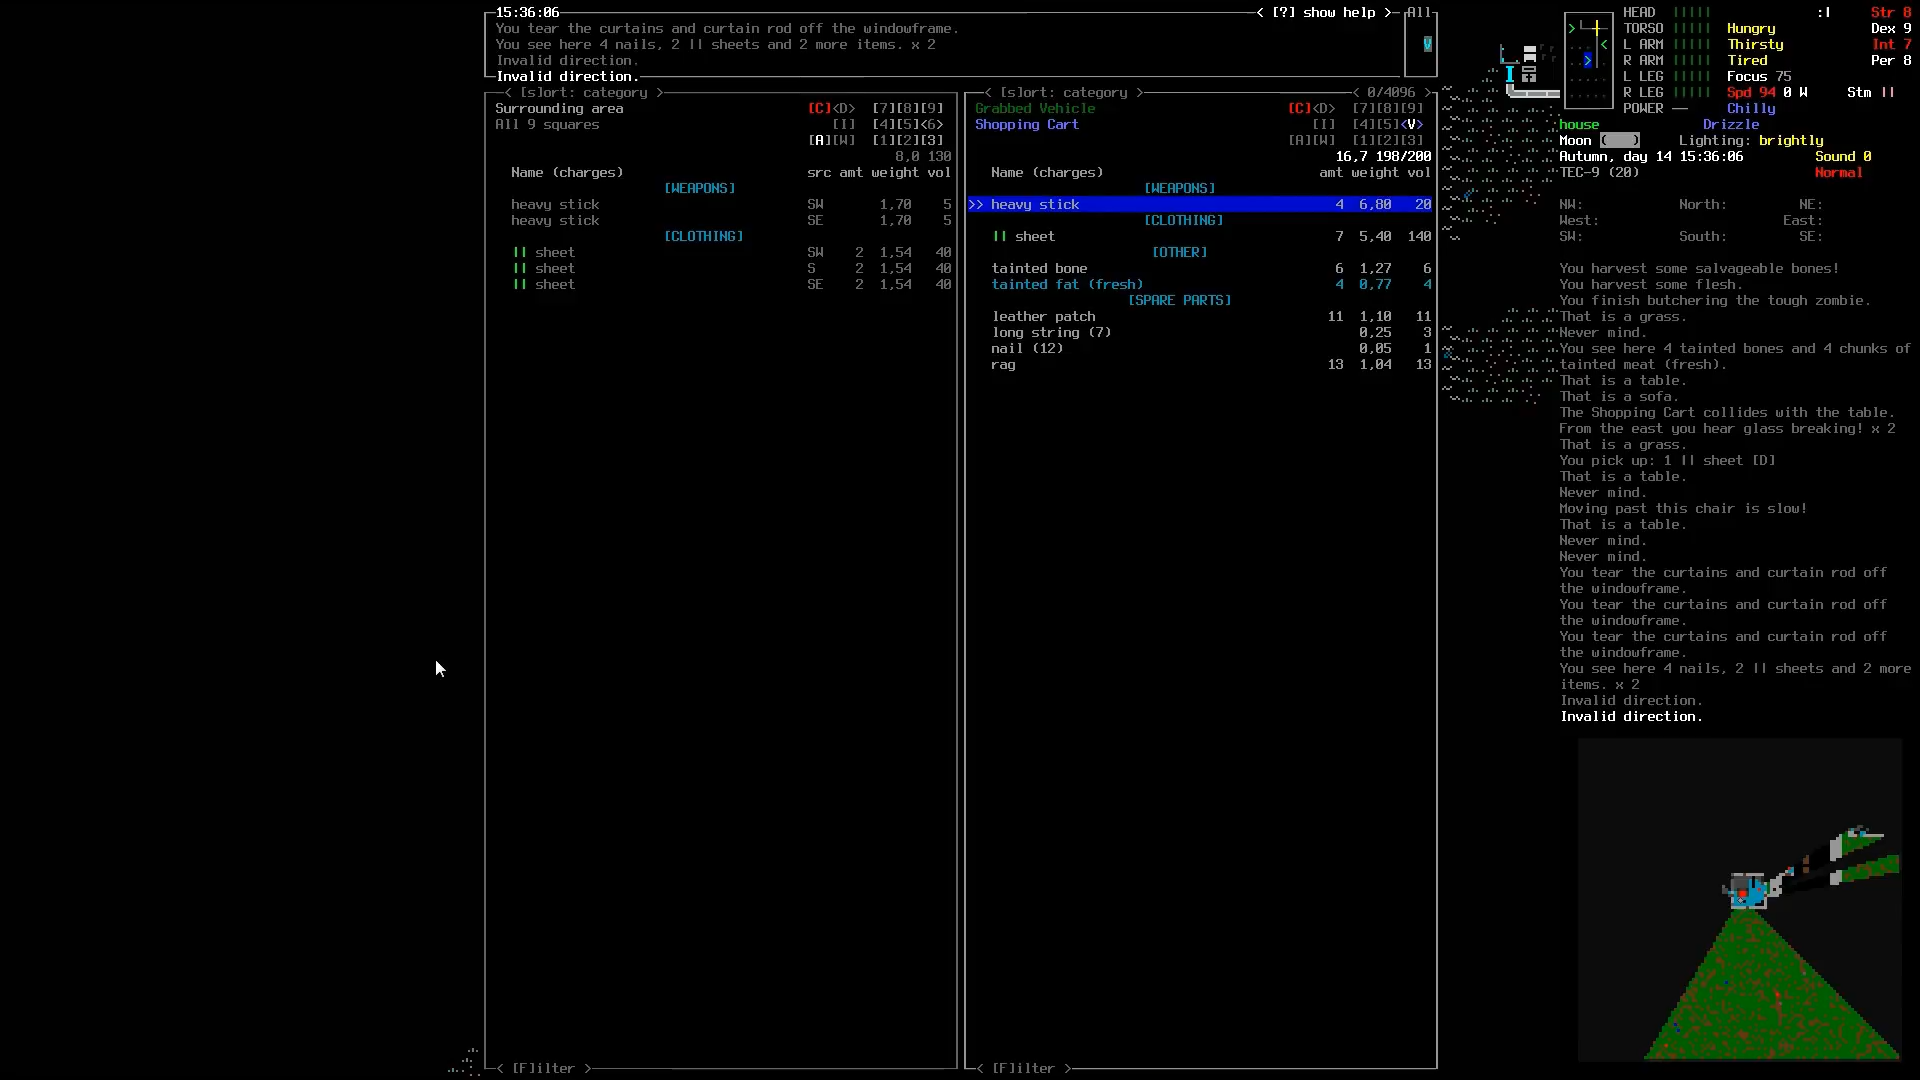 15:36:06 < [?] show help > All
You tear the curtains and curtain rod off the windowframe.
You see here 4 nails, 2 || sheets and 2 more items. x 2
Invalid direction.
Invalid direction.
V
< [s]ort: category >
Surrounding area [C]<D> [7][8][9]
All 9 squares [I] [4][5]<6>
[A][W] [1][2][3]
8,0 130
Name (charges) src amt weight vol
[WEAPONS]
heavy stick SW 1,70 5
heavy stick SE 1,70 5
[CLOTHING]
|| sheet SW 2 1,54 40
|| sheet S 2 1,54 40
|| sheet SE 2 1,54 40
< [F]ilter >
< [s]ort: category > < 0/4096 >
Grabbed Vehicle [C]<D> [7][8][9]
Shopping Cart [I] [4][5]<V>
[A][W] [1][2][3]
16,7 198/200
Name (charges) amt weight vol
[WEAPONS]
>> heavy stick 4 6,80 20
[CLOTHING]
|| sheet 7 5,40 140
[OTHER]
tainted bone 6 1,27 6
tainted fat (fresh) 4 0,77 4
[SPARE PARTS]
leather patch 11 1,10 11
long string (7) 0,25 3
nail (12) 0,05 1
rag 13 1,04 13
< [F]ilter >
HEAD ||||| :| Str 8
TORSO ||||| Hungry Dex 9
L ARM ||||| Thirsty Int 7
R ARM ||||| Tired Per 8
L LEG ||||| Focus 75
R LEG ||||| Spd 94 0 W Stm ||
POWER — Chilly
house Drizzle
Moon ( ) Lighting: brightly
Autumn, day 14 15:36:06 Sound 0
TEC-9 (20) Normal
NW: North: NE:
West: East:
SW: South: SE:
You harvest some salvageable bones!
You harvest some flesh.
You finish butchering the tough zombie.
That is a grass.
Never mind.
You see here 4 tainted bones and 4 chunks of
tainted meat (fresh).
That is a table.
That is a sofa.
The Shopping Cart collides with the table.
From the east you hear glass breaking! x 2
That is a grass.
You pick up: 1 || sheet [D]
That is a table.
Never mind.
Moving past this chair is slow!
That is a table.
Never mind.
Never mind.
You tear the curtains and curtain rod off
the windowframe.
You tear the curtains and curtain rod off
the windowframe.
You tear the curtains and curtain rod off
the windowframe.
You see here 4 nails, 2 || sheets and 2 more
items. x 2
Invalid direction.
Invalid direction.